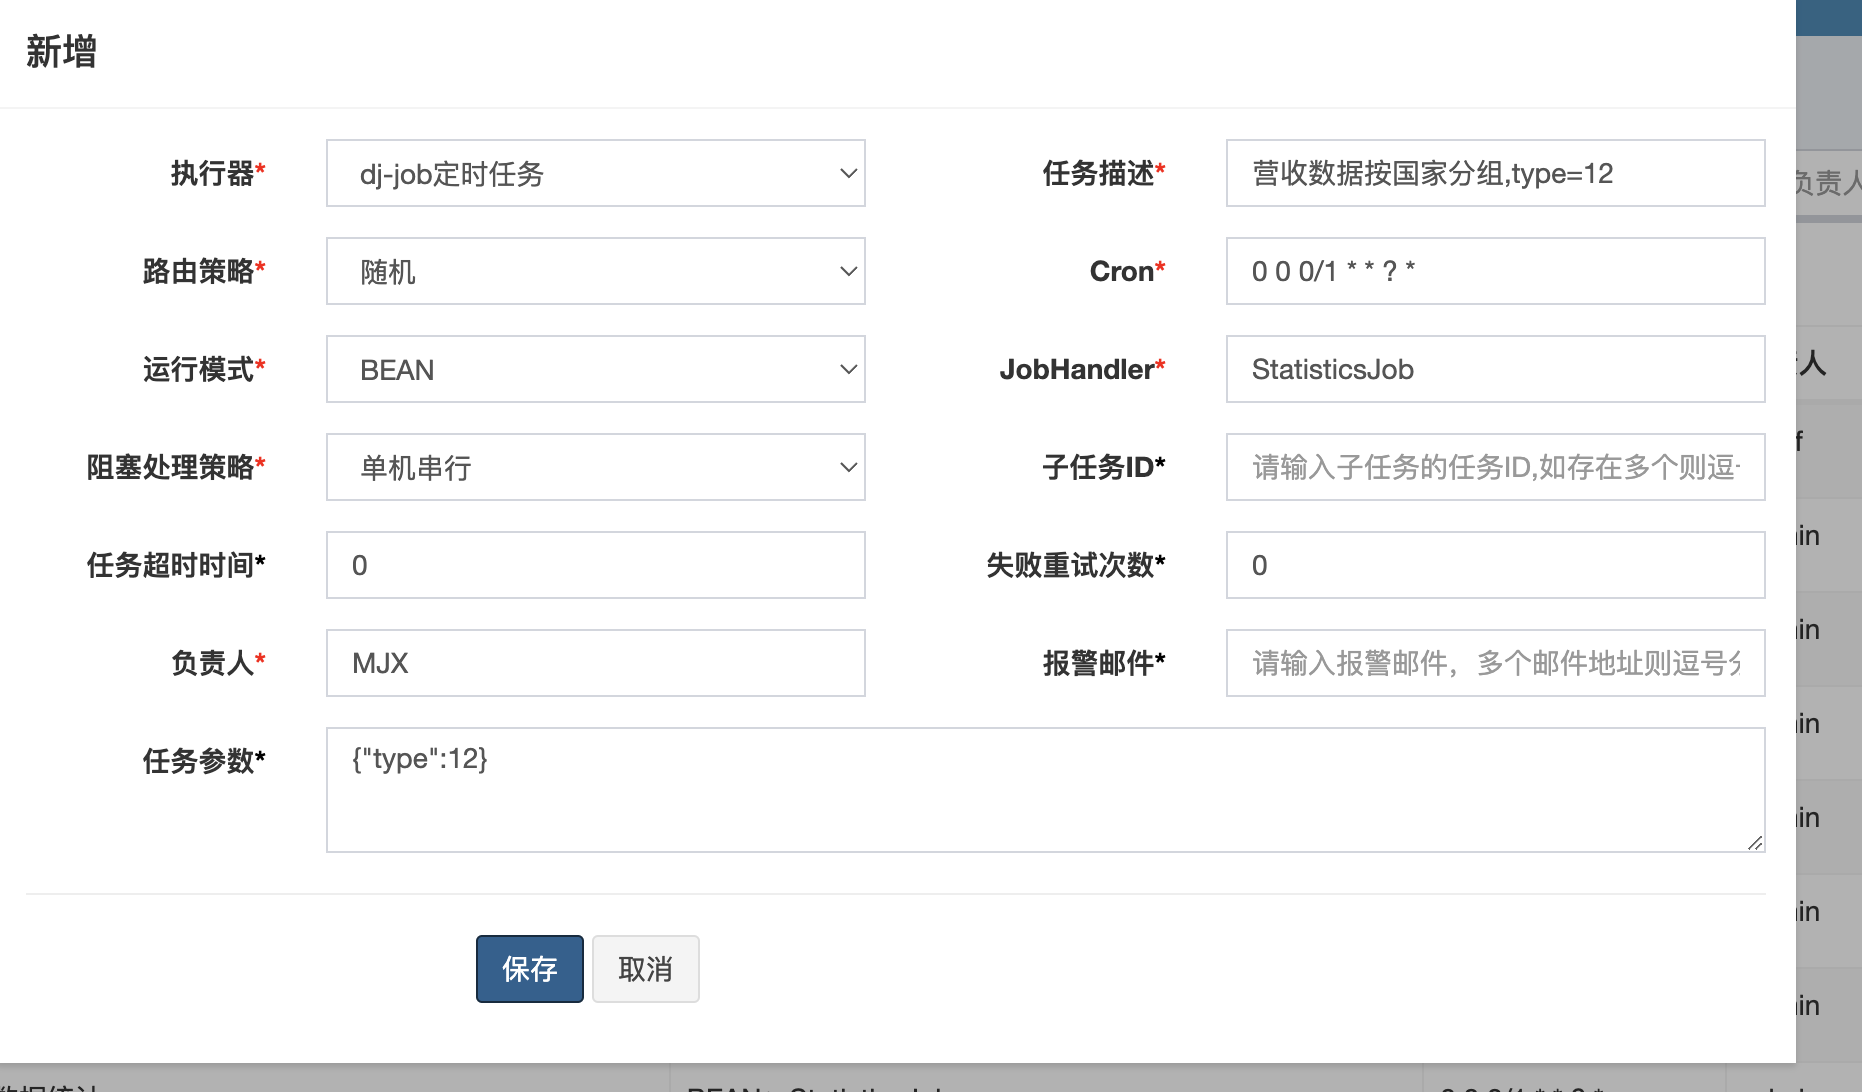 新增
执行器* dj-job定时任务 任务描述* 营收数据按国家分组,type=12
路由策略* 随机 Cron* 0 0 0/1 * * ? *
运行模式* BEAN JobHandler* StatisticsJob
阻塞处理策略* 单机串行 子任务ID* 请输入子任务的任务ID,如存在多个则逗
任务超时时间* 0 失败重试次数* 0
负责人* MJX 报警邮件* 请输入报警邮件，多个邮件地址则逗号分
任务参数* {"type":12}
保存 取消
负责人
人
f
in
in
in
in
in
in